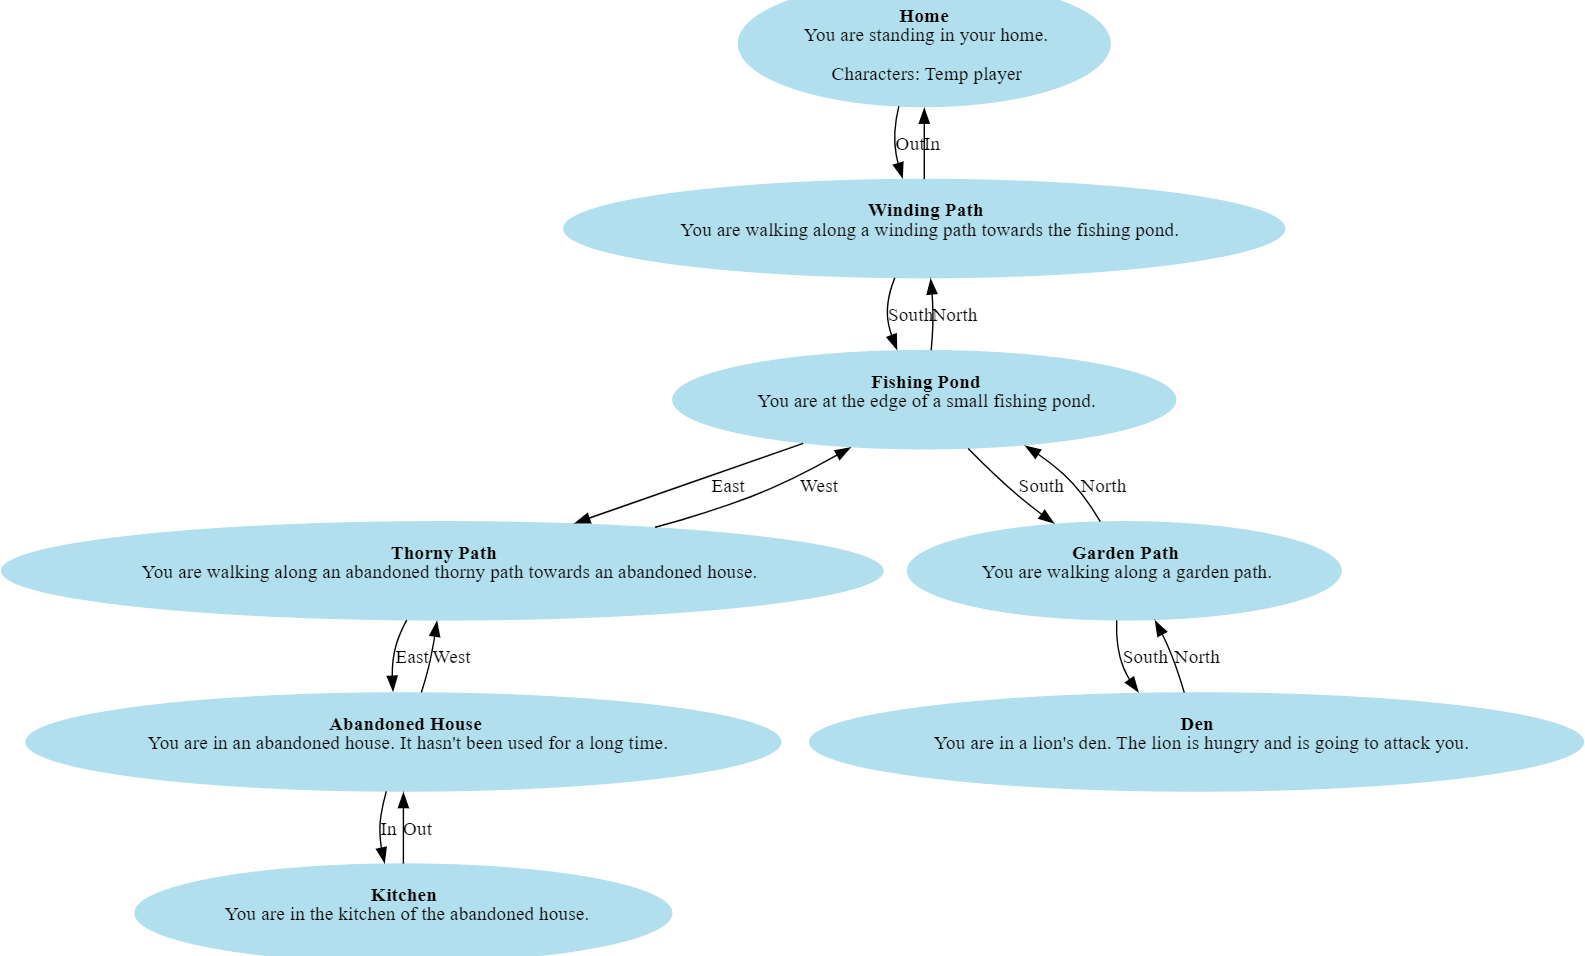 Home
You are standing in your home.
Characters: Temp player
Out In
Winding Path
You are walking along a winding path towards the fishing pond.
South North
Fishing Pond
You are at the edge of a small fishing pond.
East West South North
Thorny Path
You are walking along an abandoned thorny path towards an abandoned house.
Garden Path
You are walking along a garden path.
East West
South North
Abandoned House
You are in an abandoned house. It hasn't been used for a long time.
Den
You are in a lion's den. The lion is hungry and is going to attack you.
In Out
Kitchen
You are in the kitchen of the abandoned house.